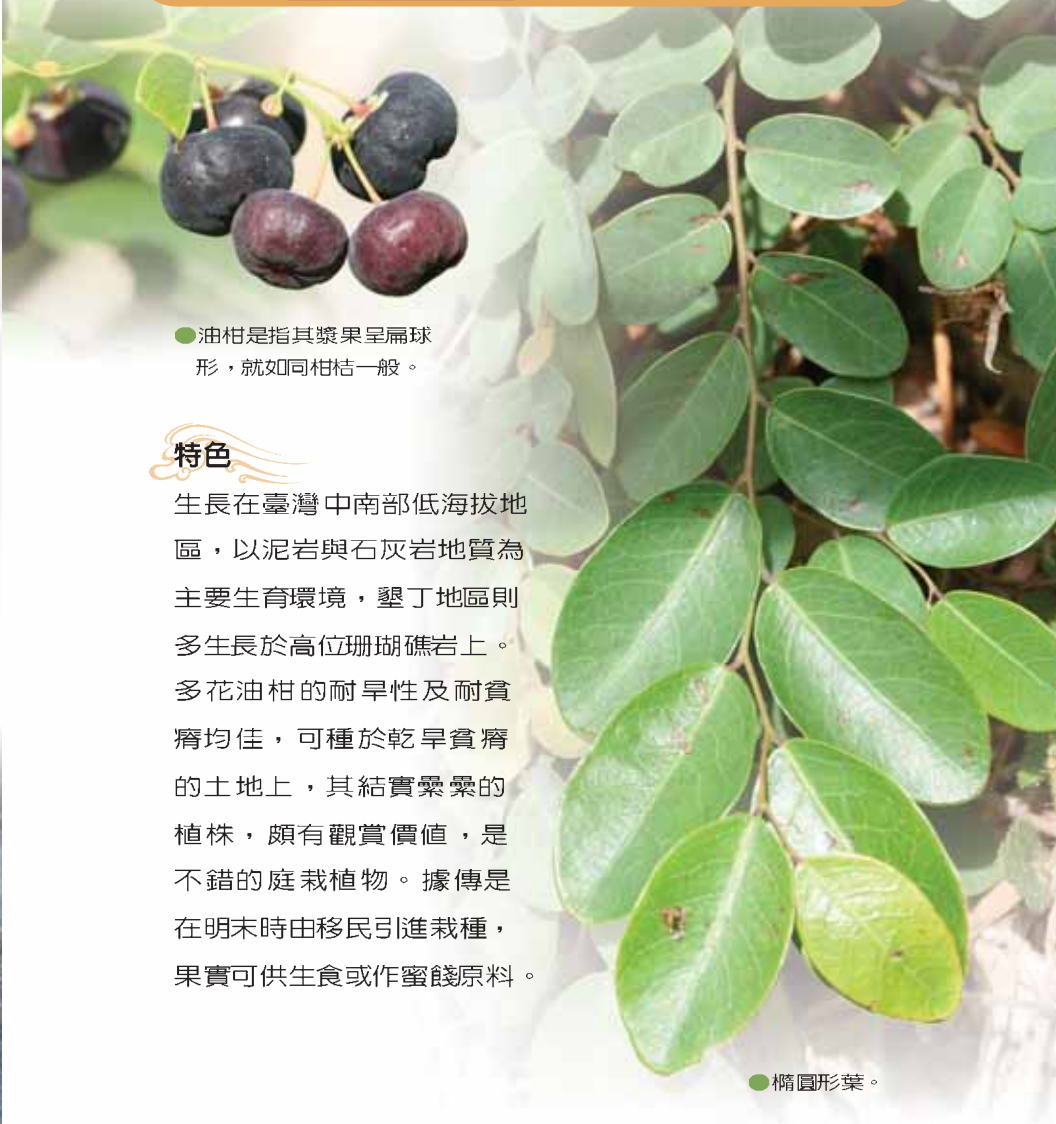 油柑是指其漿果呈扁球
形，就如同柑桔一般。
特色
生長在臺灣中南部低海拔地
區，以泥岩與石灰岩地質為
主要生育環境，墾丁地區則
多生長於高位珊瑚礁岩上。
多花油柑的耐旱性及耐貧
瘠均佳，可種於乾旱貧瘠
的土地上，其結實纍纍的
植株，頗有觀賞價值，是
不錯的庭栽植物。據傳是
在明末時由移民引進栽種，
果實可供生食或作蜜餞原料。
橢圓形葉。